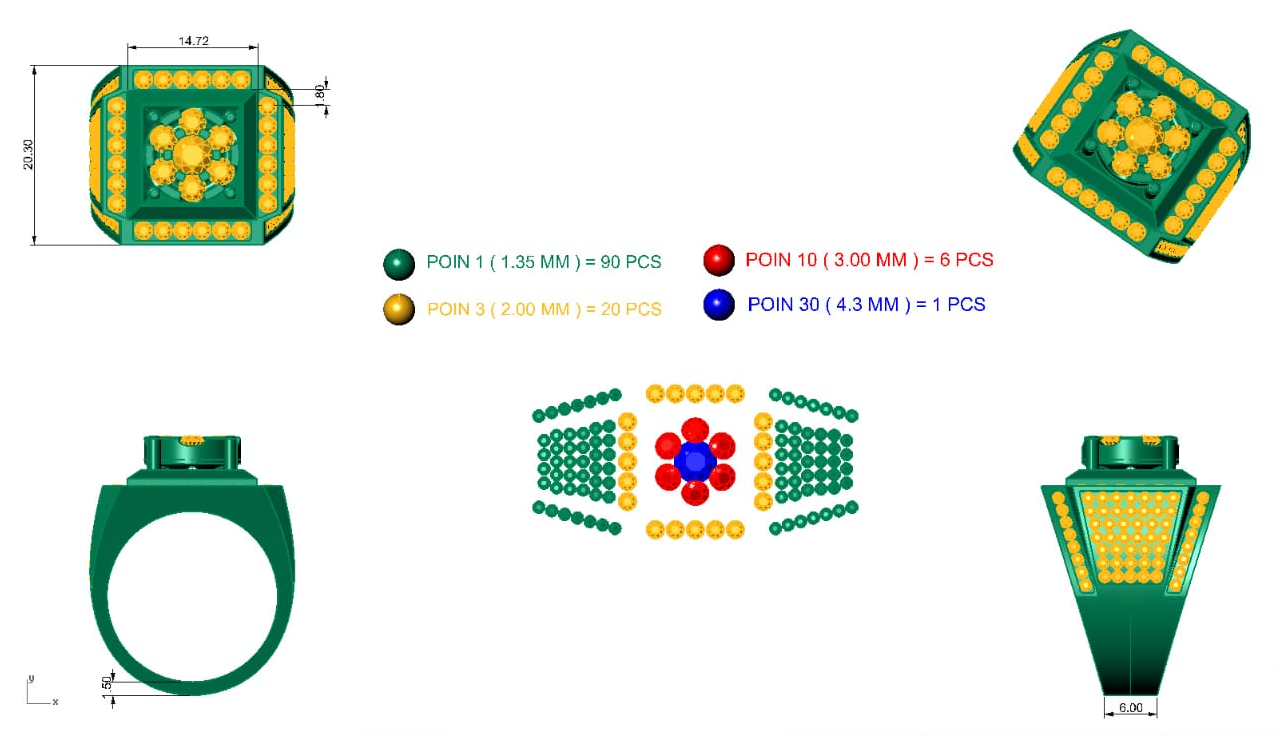 14.72
1.80
20.30
POIN 1 ( 1.35 MM ) = 90 PCS
POIN 10 ( 3.00 MM ) = 6 PCS
POIN 3 ( 2.00 MM ) = 20 PCS
POIN 30 ( 4.3 MM ) = 1 PCS
y
x
1.50
6.00